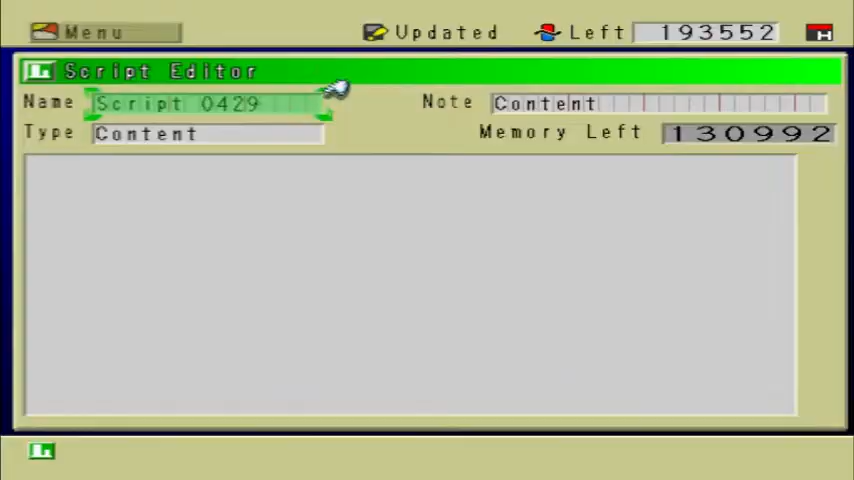 Menu Updated Left 193552
Script Editor
Name Script 0429 Note Content
Type Content Memory Left 130992